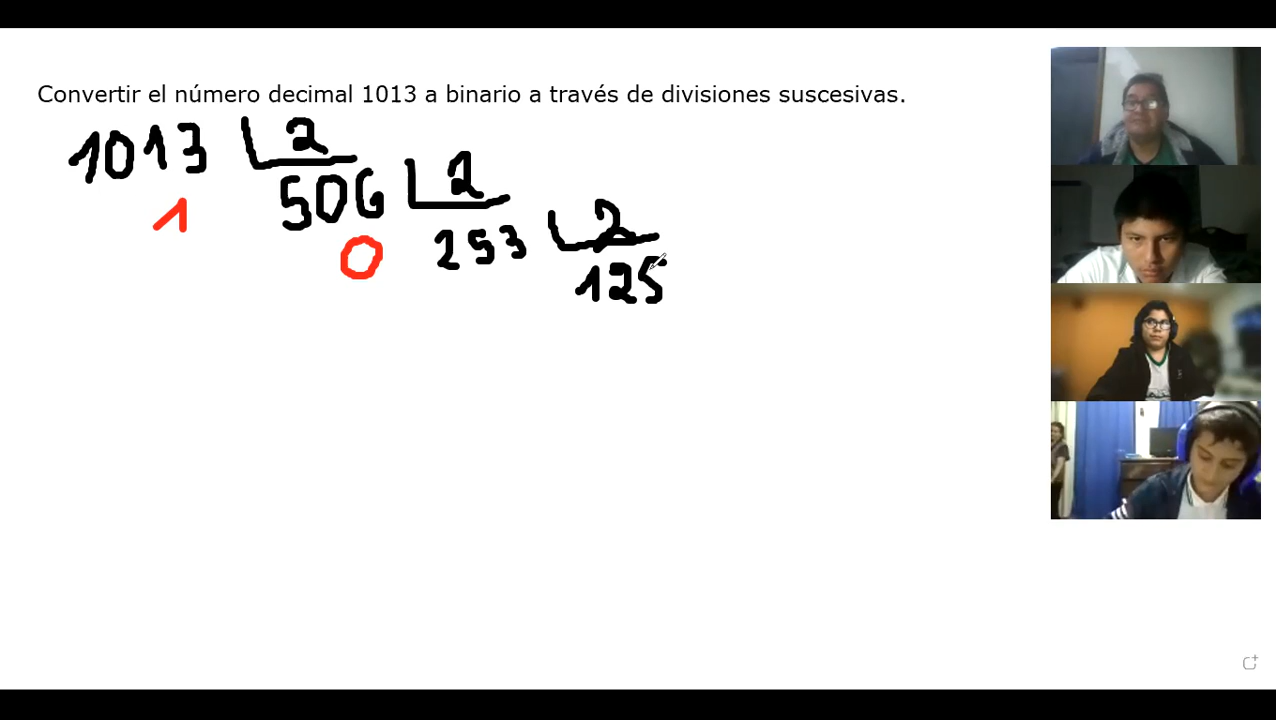 Convertir el número decimal 1013 a binario a través de divisiones suscesivas.
1013 2
1 506 2
0 253 2
125